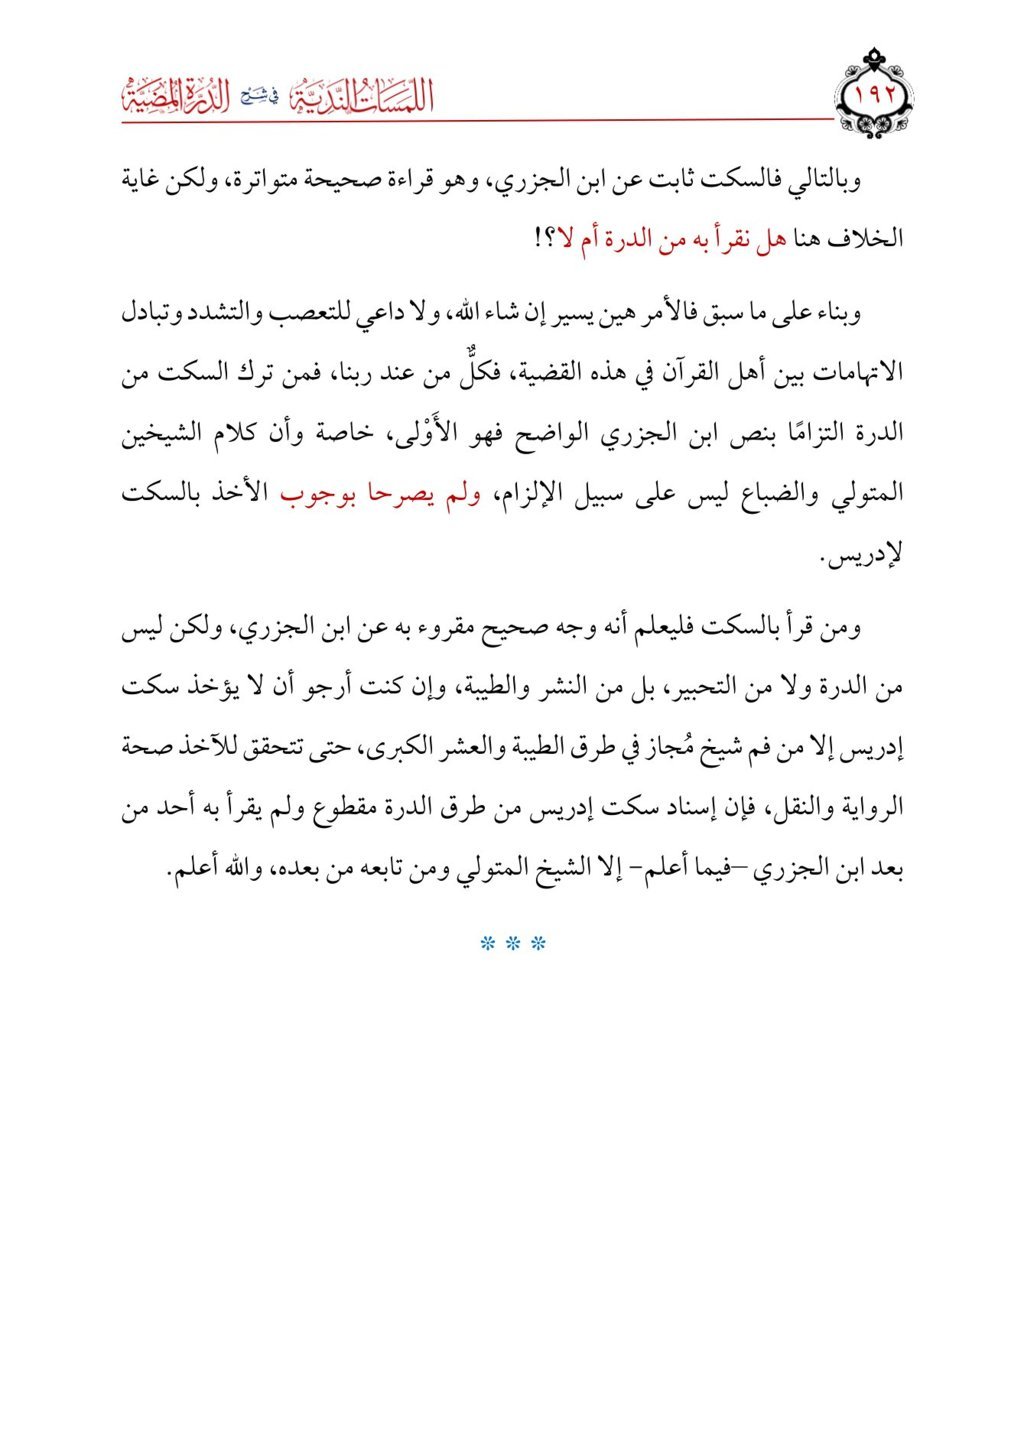 ١٩٢
اللمسات الندية في شرح الدرة المضية
وبالتالي فالسكت ثابت عن ابن الجزري، وهو قراءة صحيحة متواترة، ولكن غاية
الخلاف هنا هل نقرأ به من الدرة أم لا؟!
وبناء على ما سبق فالأمر هين يسير إن شاء الله، ولا داعي للتعصب والتشدد وتبادل
الاتهامات بين أهل القرآن في هذه القضية، فكلٌّ من عند ربنا، فمن ترك السكت من
الدرة التزامًا بنص ابن الجزري الواضح فهو الأَوْلى، خاصة وأن كلام الشيخين
المتولي والضباع ليس على سبيل الإلزام، ولم يصرحا بوجوب الأخذ بالسكت
لإدريس.
ومن قرأ بالسكت فليعلم أنه وجه صحيح مقروء به عن ابن الجزري، ولكن ليس
من الدرة ولا من التحبير، بل من النشر والطيبة، وإن كنت أرجو أن لا يؤخذ سكت
إدريس إلا من فم شيخ مُجاز في طرق الطيبة والعشر الكبرى، حتى تتحقق للآخذ صحة
الرواية والنقل، فإن إسناد سكت إدريس من طرق الدرة مقطوع ولم يقرأ به أحد من
بعد ابن الجزري –فيما أعلم- إلا الشيخ المتولي ومن تابعه من بعده، والله أعلم.
* * *